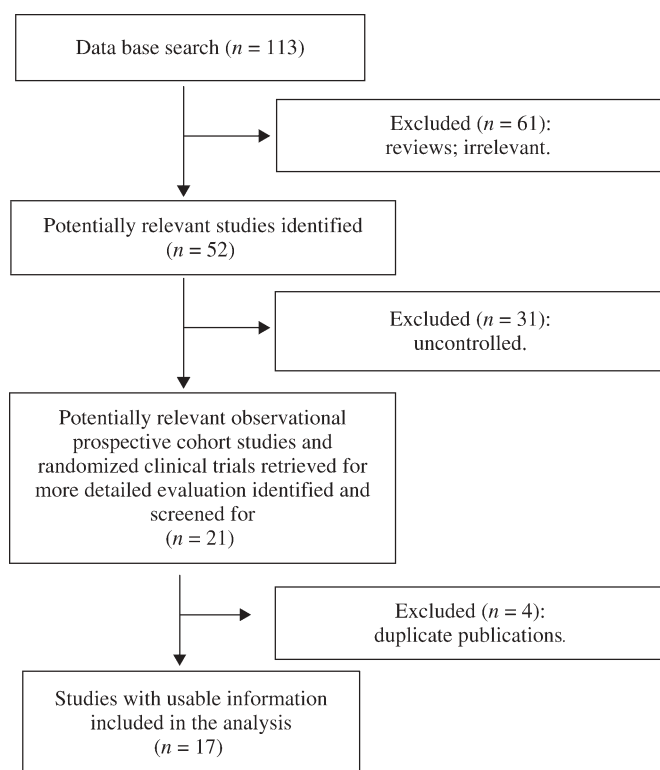 Data base search (n = 113)
Excluded (n = 61):
reviews; irrelevant.
Potentially relevant studies identified
(n = 52)
Excluded (n = 31):
uncontrolled.
Potentially relevant observational
prospective cohort studies and
randomized clinical trials retrieved for
more detailed evaluation identified and
screened for
(n = 21)
Excluded (n = 4):
duplicate publications.
Studies with usable information
included in the analysis
(n = 17)